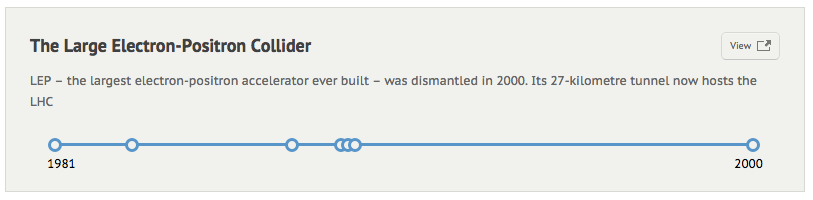 The Large Electron-Positron Collider
View
LEP – the largest electron-positron accelerator ever built – was dismantled in 2000. Its 27-kilometre tunnel now hosts the
LHC
1981
2000